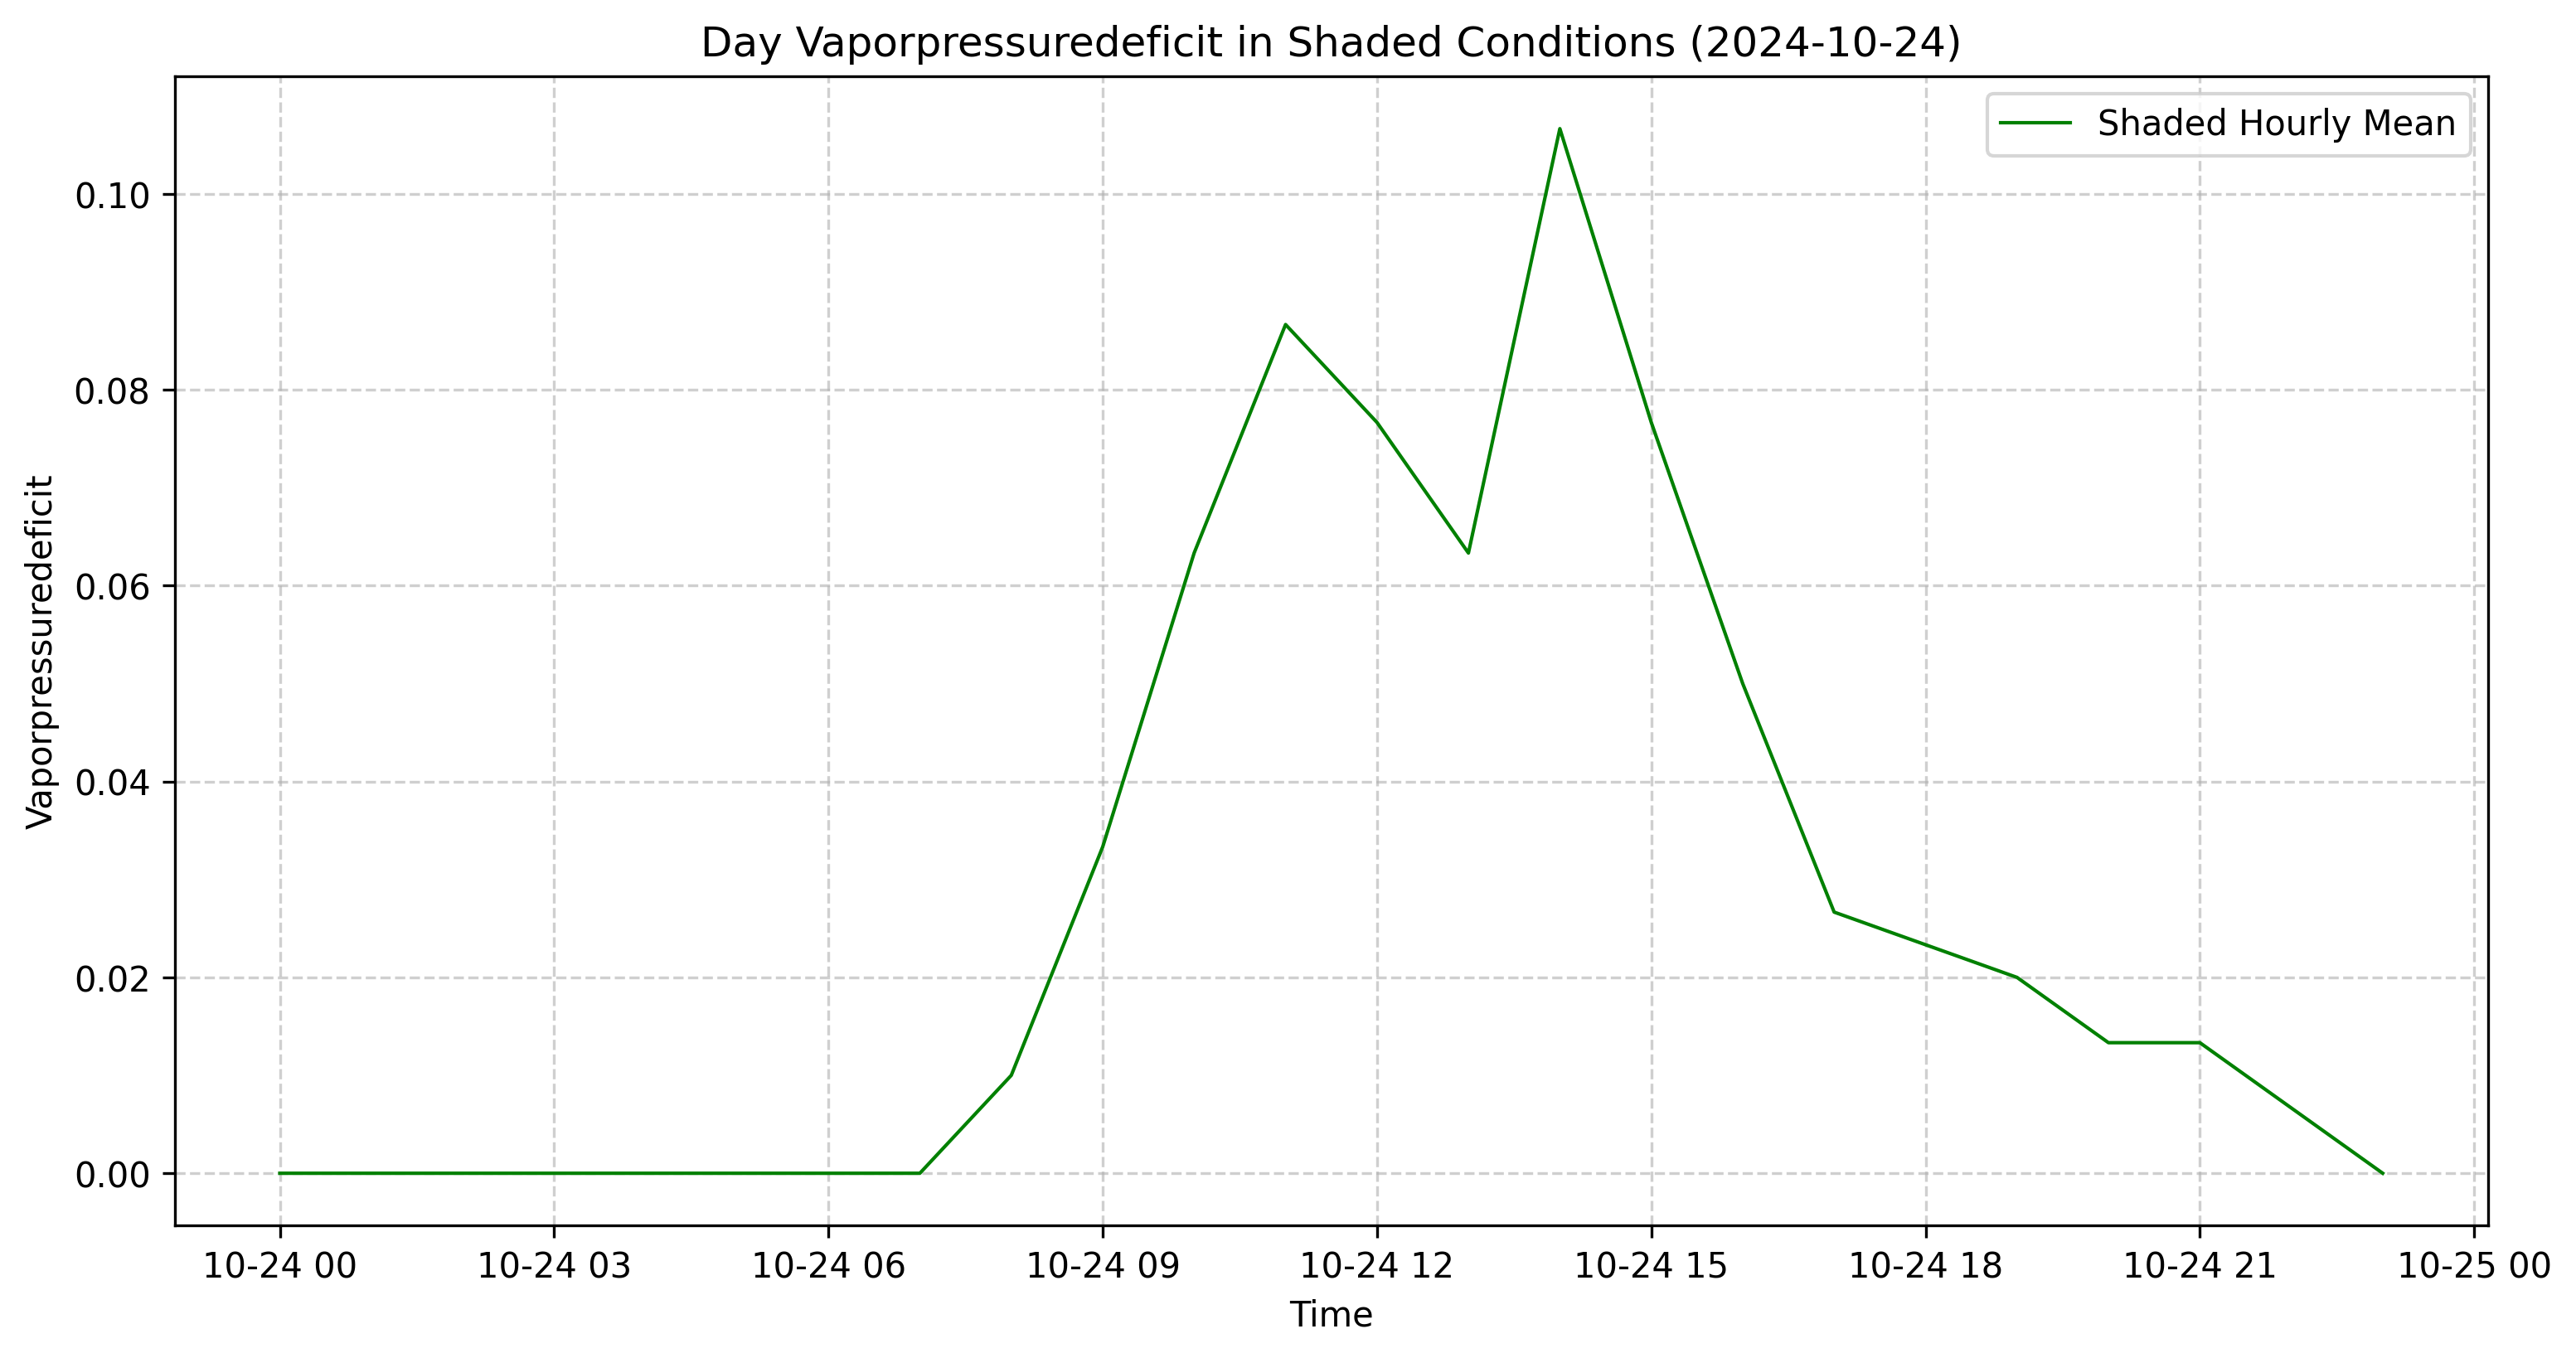 Day Vaporpressuredeficit in Shaded Conditions (2024-10-24)
Shaded Hourly Mean
Vaporpressuredeficit
0.10
0.08
0.06
0.04
0.02
0.00
10-24 00 10-24 03 10-24 06 10-24 09 10-24 12 10-24 15 10-24 18 10-24 21 10-25 00
Time